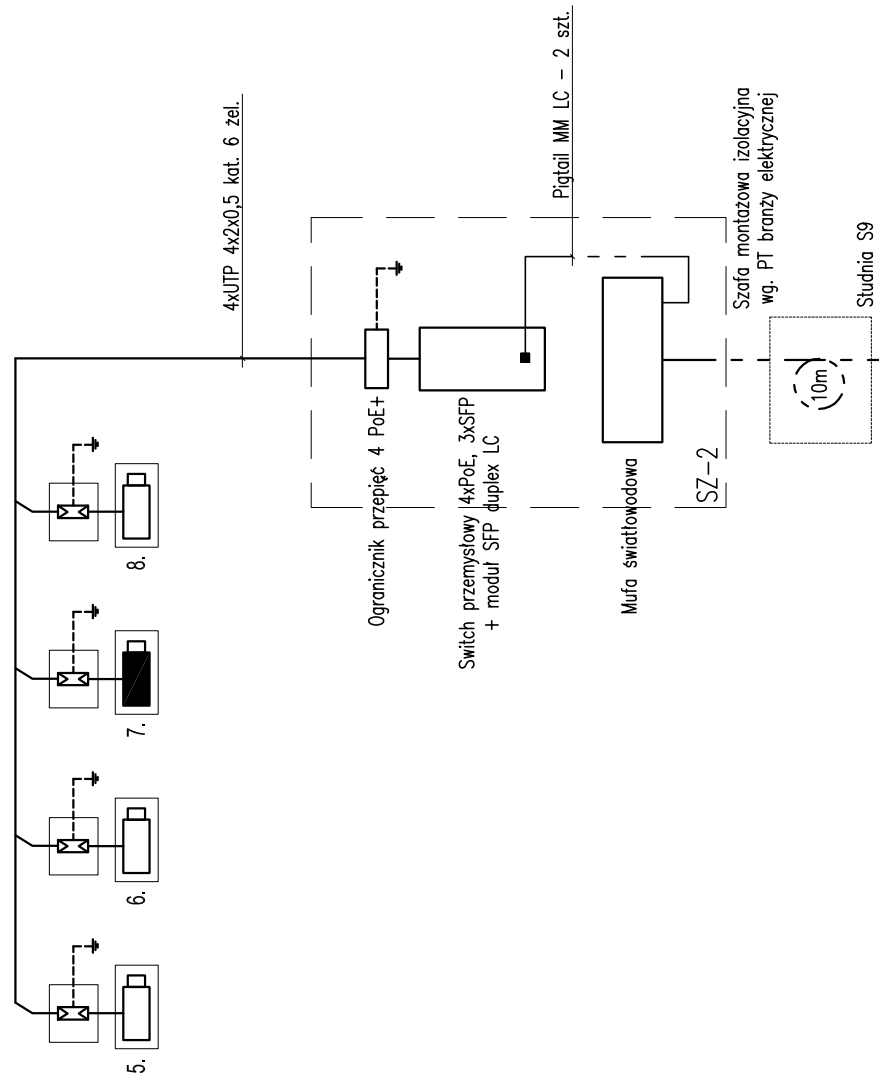 4xUTP 4x2x0,5 kat. 6 żel.
5.
6.
7.
8.
Ogranicznik przepięć 4 PoE+
Switch przemysłowy 4xPoE, 3xSFP
+ moduł SFP duplex LC
Pigtail MM LC – 2 szt.
Mufa światłowodowa
SZ-2
Szafa montażowa izolacyjna
wg. PT branży elektrycznej
10m
Studnia S9